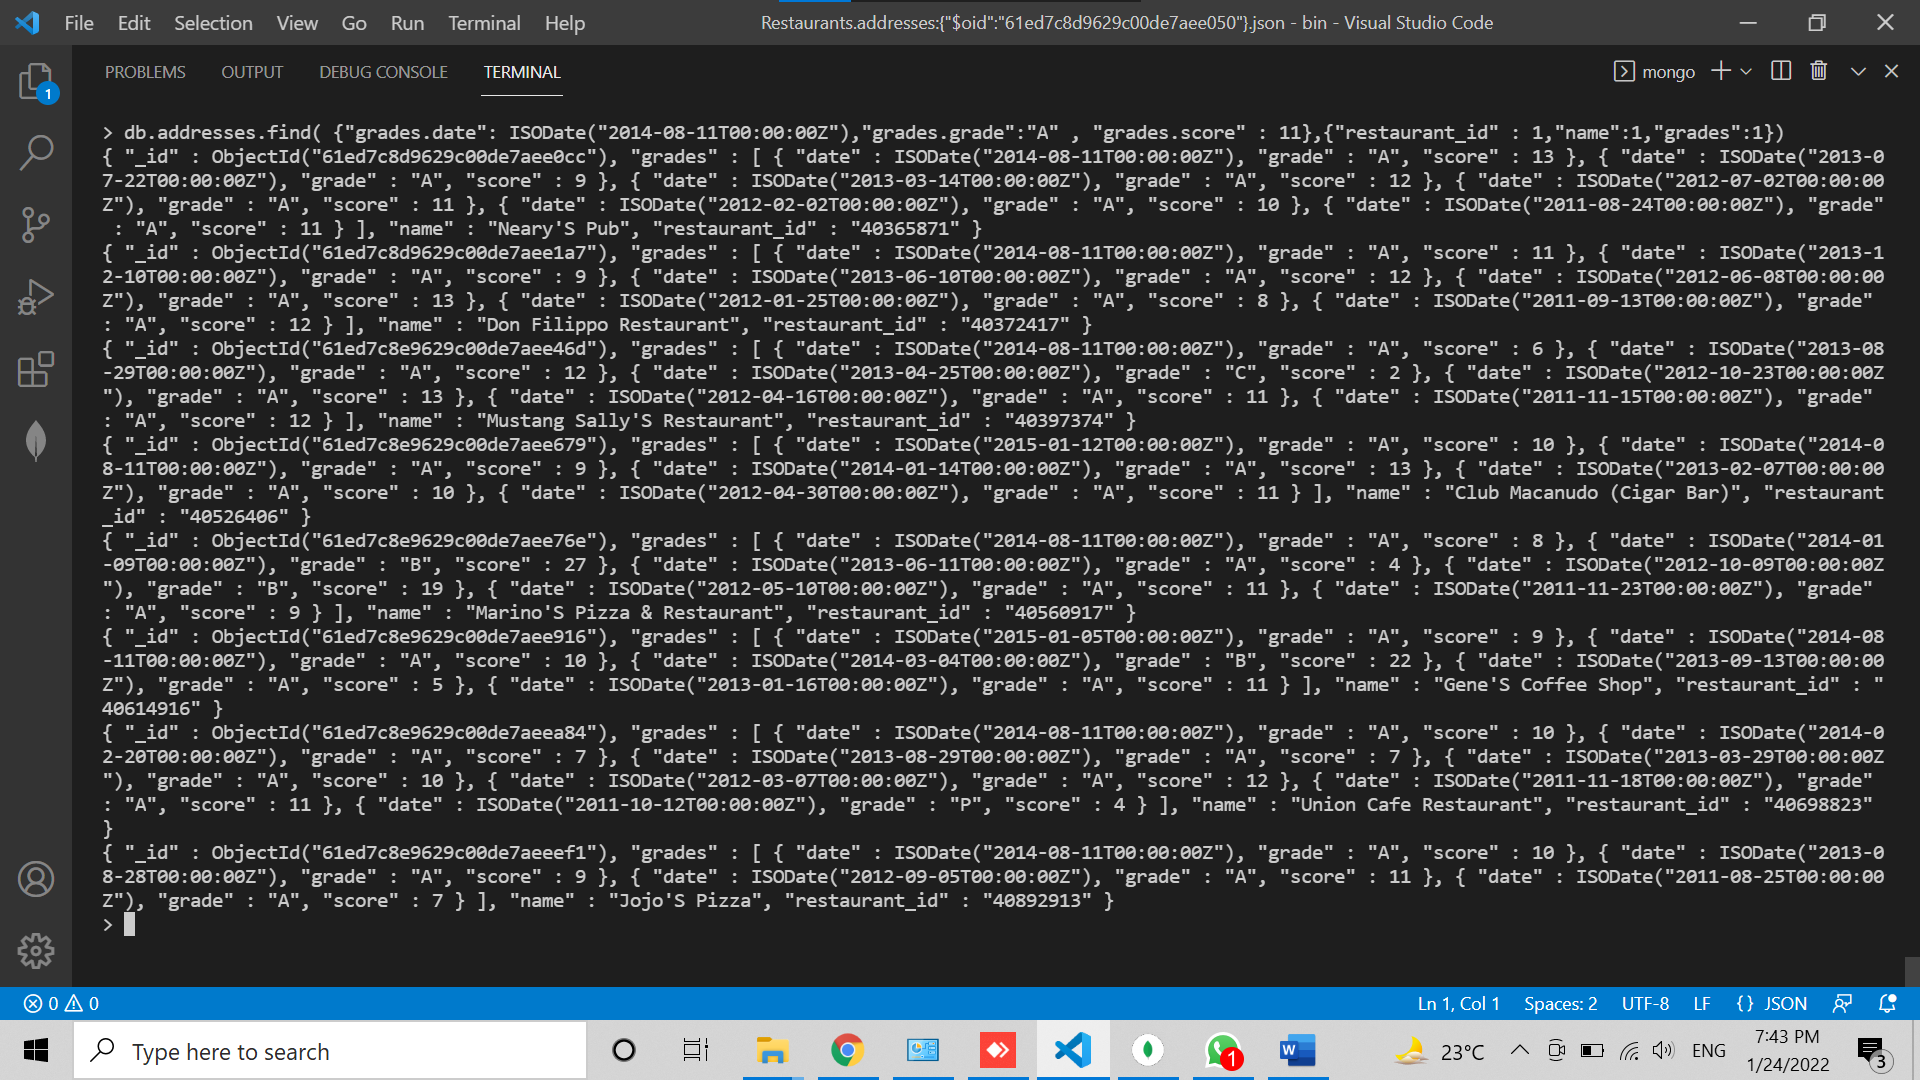 File Edit Selection View Go Run Terminal Help Restaurants.addresses:{"$oid":"61ed7c8d9629c00de7aee050"}.json - bin - Visual Studio Code
PROBLEMS OUTPUT DEBUG CONSOLE TERMINAL mongo
1
> db.addresses.find( {"grades.date": ISODate("2014-08-11T00:00:00Z"),"grades.grade":"A" , "grades.score" : 11},{"restaurant_id" : 1,"name":1,"grades":1})
{ "_id" : ObjectId("61ed7c8d9629c00de7aee0cc"), "grades" : [ { "date" : ISODate("2014-08-11T00:00:00Z"), "grade" : "A", "score" : 13 }, { "date" : ISODate("2013-0
7-22T00:00:00Z"), "grade" : "A", "score" : 9 }, { "date" : ISODate("2013-03-14T00:00:00Z"), "grade" : "A", "score" : 12 }, { "date" : ISODate("2012-07-02T00:00:00
Z"), "grade" : "A", "score" : 11 }, { "date" : ISODate("2012-02-02T00:00:00Z"), "grade" : "A", "score" : 10 }, { "date" : ISODate("2011-08-24T00:00:00Z"), "grade"
: "A", "score" : 11 } ], "name" : "Neary'S Pub", "restaurant_id" : "40365871" }
{ "_id" : ObjectId("61ed7c8d9629c00de7aee1a7"), "grades" : [ { "date" : ISODate("2014-08-11T00:00:00Z"), "grade" : "A", "score" : 11 }, { "date" : ISODate("2013-1
2-10T00:00:00Z"), "grade" : "A", "score" : 9 }, { "date" : ISODate("2013-06-10T00:00:00Z"), "grade" : "A", "score" : 12 }, { "date" : ISODate("2012-06-08T00:00:00
Z"), "grade" : "A", "score" : 13 }, { "date" : ISODate("2012-01-25T00:00:00Z"), "grade" : "A", "score" : 8 }, { "date" : ISODate("2011-09-13T00:00:00Z"), "grade"
: "A", "score" : 12 } ], "name" : "Don Filippo Restaurant", "restaurant_id" : "40372417" }
{ "_id" : ObjectId("61ed7c8e9629c00de7aee46d"), "grades" : [ { "date" : ISODate("2014-08-11T00:00:00Z"), "grade" : "A", "score" : 6 }, { "date" : ISODate("2013-08
-29T00:00:00Z"), "grade" : "A", "score" : 12 }, { "date" : ISODate("2013-04-25T00:00:00Z"), "grade" : "C", "score" : 2 }, { "date" : ISODate("2012-10-23T00:00:00Z
"), "grade" : "A", "score" : 13 }, { "date" : ISODate("2012-04-16T00:00:00Z"), "grade" : "A", "score" : 11 }, { "date" : ISODate("2011-11-15T00:00:00Z"), "grade"
: "A", "score" : 12 } ], "name" : "Mustang Sally'S Restaurant", "restaurant_id" : "40397374" }
{ "_id" : ObjectId("61ed7c8e9629c00de7aee679"), "grades" : [ { "date" : ISODate("2015-01-12T00:00:00Z"), "grade" : "A", "score" : 10 }, { "date" : ISODate("2014-0
8-11T00:00:00Z"), "grade" : "A", "score" : 9 }, { "date" : ISODate("2014-01-14T00:00:00Z"), "grade" : "A", "score" : 13 }, { "date" : ISODate("2013-02-07T00:00:00
Z"), "grade" : "A", "score" : 10 }, { "date" : ISODate("2012-04-30T00:00:00Z"), "grade" : "A", "score" : 11 } ], "name" : "Club Macanudo (Cigar Bar)", "restaurant
_id" : "40526406" }
{ "_id" : ObjectId("61ed7c8e9629c00de7aee76e"), "grades" : [ { "date" : ISODate("2014-08-11T00:00:00Z"), "grade" : "A", "score" : 8 }, { "date" : ISODate("2014-01
-09T00:00:00Z"), "grade" : "B", "score" : 27 }, { "date" : ISODate("2013-06-11T00:00:00Z"), "grade" : "A", "score" : 4 }, { "date" : ISODate("2012-10-09T00:00:00Z
"), "grade" : "B", "score" : 19 }, { "date" : ISODate("2012-05-10T00:00:00Z"), "grade" : "A", "score" : 11 }, { "date" : ISODate("2011-11-23T00:00:00Z"), "grade"
: "A", "score" : 9 } ], "name" : "Marino'S Pizza & Restaurant", "restaurant_id" : "40560917" }
{ "_id" : ObjectId("61ed7c8e9629c00de7aee916"), "grades" : [ { "date" : ISODate("2015-01-05T00:00:00Z"), "grade" : "A", "score" : 9 }, { "date" : ISODate("2014-08
-11T00:00:00Z"), "grade" : "A", "score" : 10 }, { "date" : ISODate("2014-03-04T00:00:00Z"), "grade" : "B", "score" : 22 }, { "date" : ISODate("2013-09-13T00:00:00
Z"), "grade" : "A", "score" : 5 }, { "date" : ISODate("2013-01-16T00:00:00Z"), "grade" : "A", "score" : 11 } ], "name" : "Gene'S Coffee Shop", "restaurant_id" : "
40614916" }
{ "_id" : ObjectId("61ed7c8e9629c00de7aeea84"), "grades" : [ { "date" : ISODate("2014-08-11T00:00:00Z"), "grade" : "A", "score" : 10 }, { "date" : ISODate("2014-0
2-20T00:00:00Z"), "grade" : "A", "score" : 7 }, { "date" : ISODate("2013-08-29T00:00:00Z"), "grade" : "A", "score" : 7 }, { "date" : ISODate("2013-03-29T00:00:00Z
"), "grade" : "A", "score" : 10 }, { "date" : ISODate("2012-03-07T00:00:00Z"), "grade" : "A", "score" : 12 }, { "date" : ISODate("2011-11-18T00:00:00Z"), "grade"
: "A", "score" : 11 }, { "date" : ISODate("2011-10-12T00:00:00Z"), "grade" : "P", "score" : 4 } ], "name" : "Union Cafe Restaurant", "restaurant_id" : "40698823"
}
{ "_id" : ObjectId("61ed7c8e9629c00de7aeeef1"), "grades" : [ { "date" : ISODate("2014-08-11T00:00:00Z"), "grade" : "A", "score" : 10 }, { "date" : ISODate("2013-0
8-28T00:00:00Z"), "grade" : "A", "score" : 9 }, { "date" : ISODate("2012-09-05T00:00:00Z"), "grade" : "A", "score" : 11 }, { "date" : ISODate("2011-08-25T00:00:00
Z"), "grade" : "A", "score" : 7 } ], "name" : "Jojo'S Pizza", "restaurant_id" : "40892913" }
>
0 0 Ln 1, Col 1 Spaces: 2 UTF-8 LF {} JSON
Type here to search W 1 23°C ENG 7:43 PM
1/24/2022 3